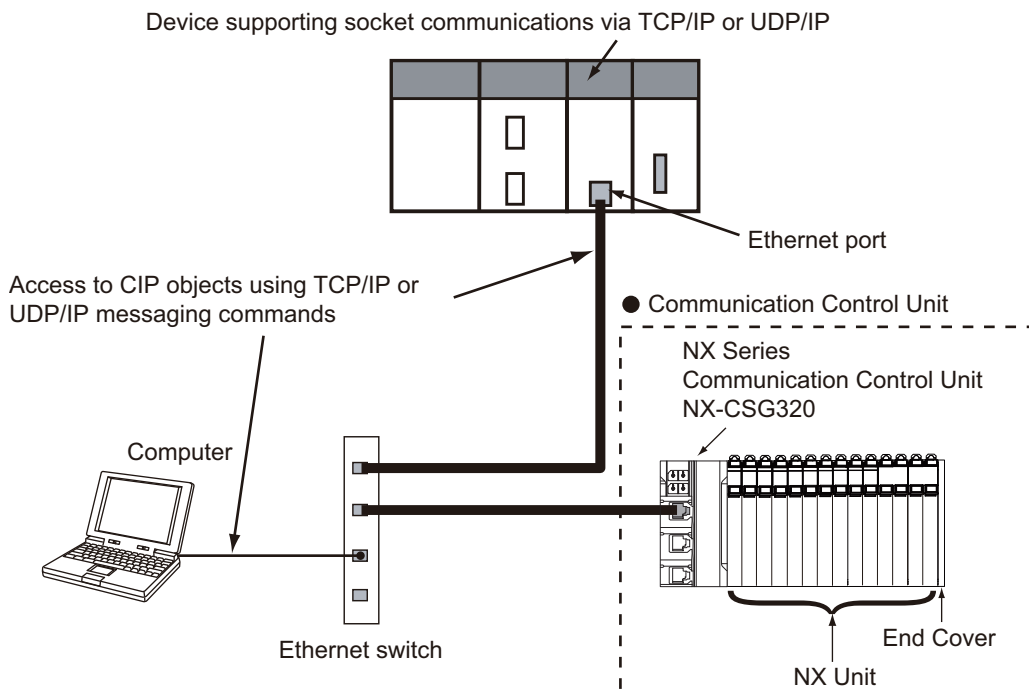 Device supporting socket communications via TCP/IP or UDP/IP
Ethernet port
Access to CIP objects using TCP/IP or
UDP/IP messaging commands
● Communication Control Unit
NX Series
Communication Control Unit
NX-CSG320
Computer
Ethernet switch
End Cover
NX Unit